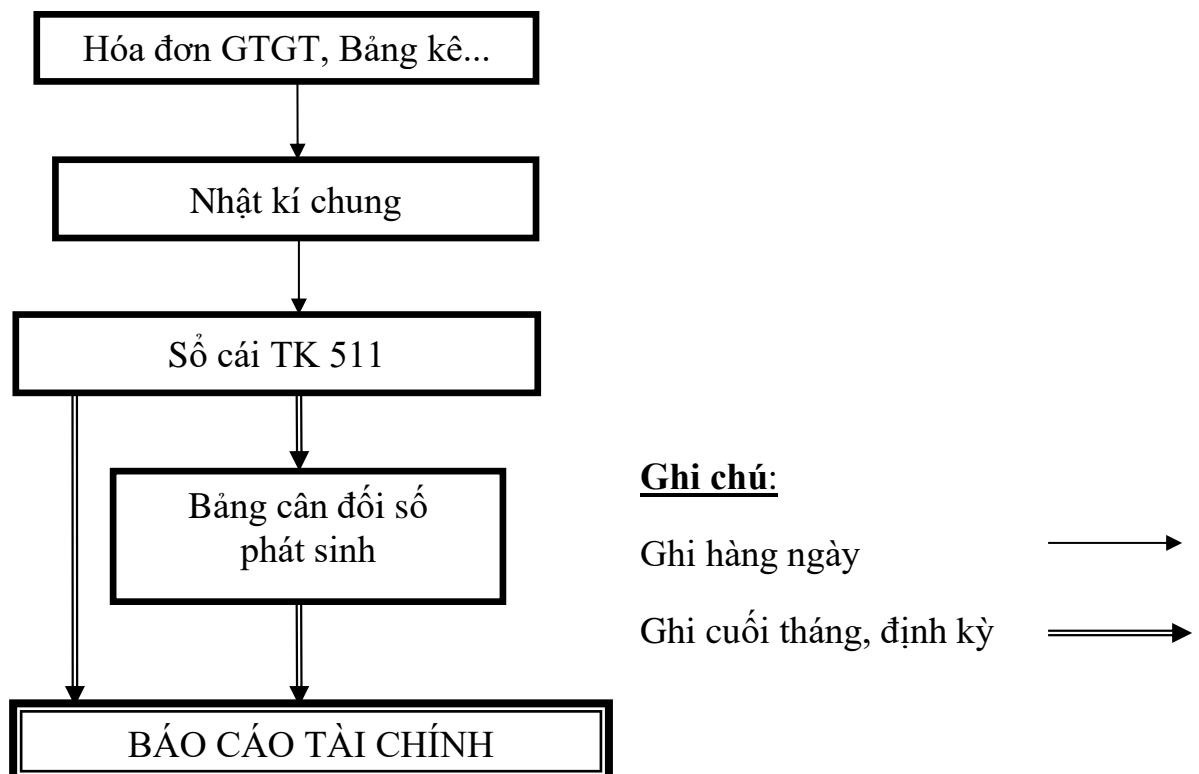 Hóa đơn GTGT, Bảng kê...
Nhật kí chung
Sổ cái TK 511
Bảng cân đối số
phát sinh
Ghi chú:
Ghi hàng ngày
Ghi cuối tháng, định kỳ
BÁO CÁO TÀI CHÍNH